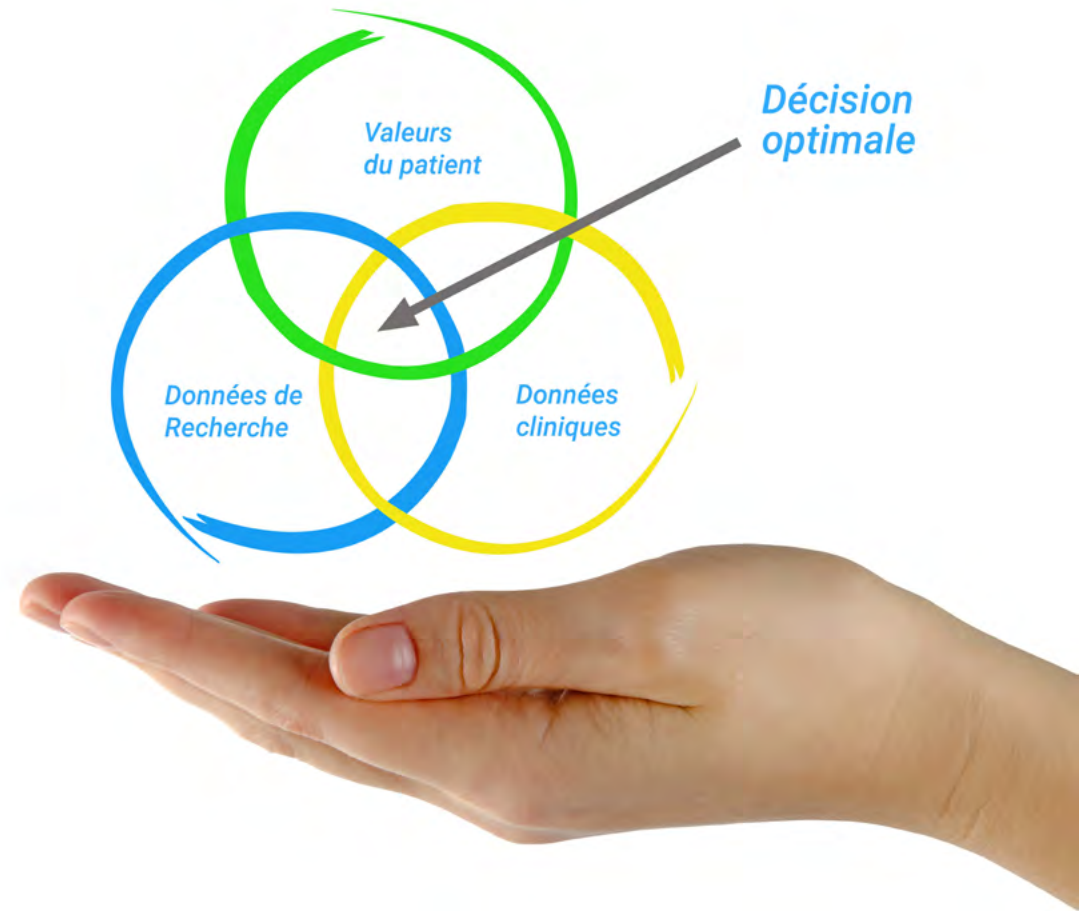 Valeurs
du patient
Décision
optimale
Données de
Recherche
Données
cliniques